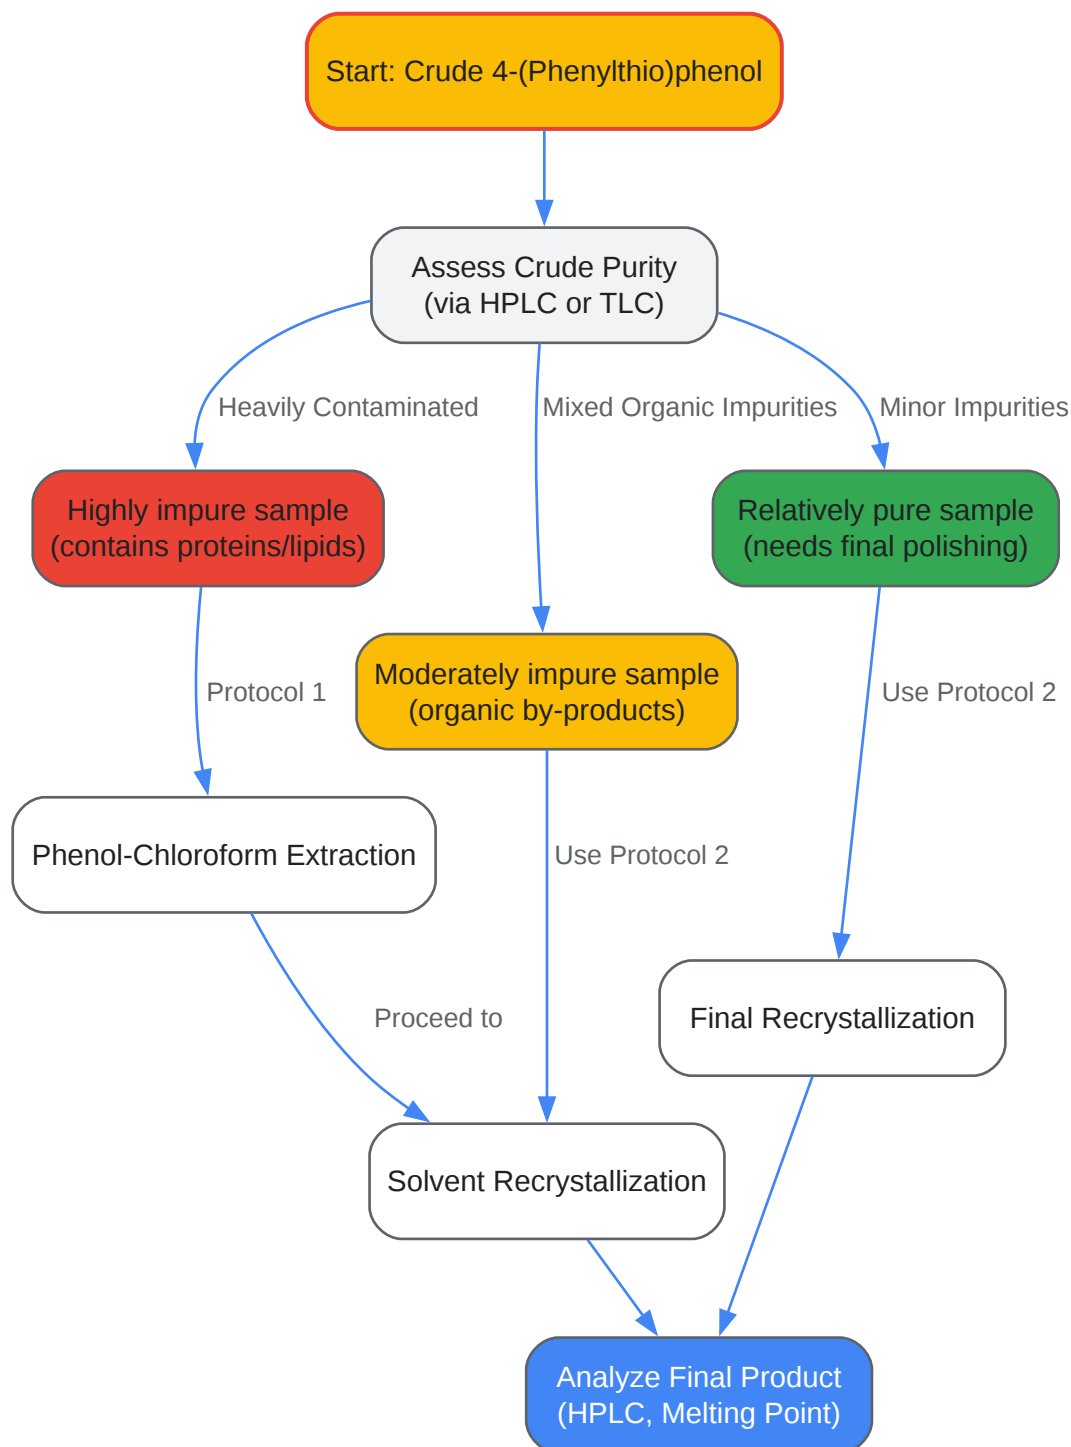 Start: Crude 4-(Phenylthio)phenol
Assess Crude Purity
(via HPLC or TLC)
Heavily Contaminated
Mixed Organic Impurities
Minor Impurities
Highly impure sample
(contains proteins/lipids)
Relatively pure sample
(needs final polishing)
Moderately impure sample
(organic by-products)
Protocol 1
Use Protocol 2
Phenol-Chloroform Extraction
Use Protocol 2
Proceed to
Final Recrystallization
Solvent Recrystallization
Analyze Final Product
(HPLC, Melting Point)